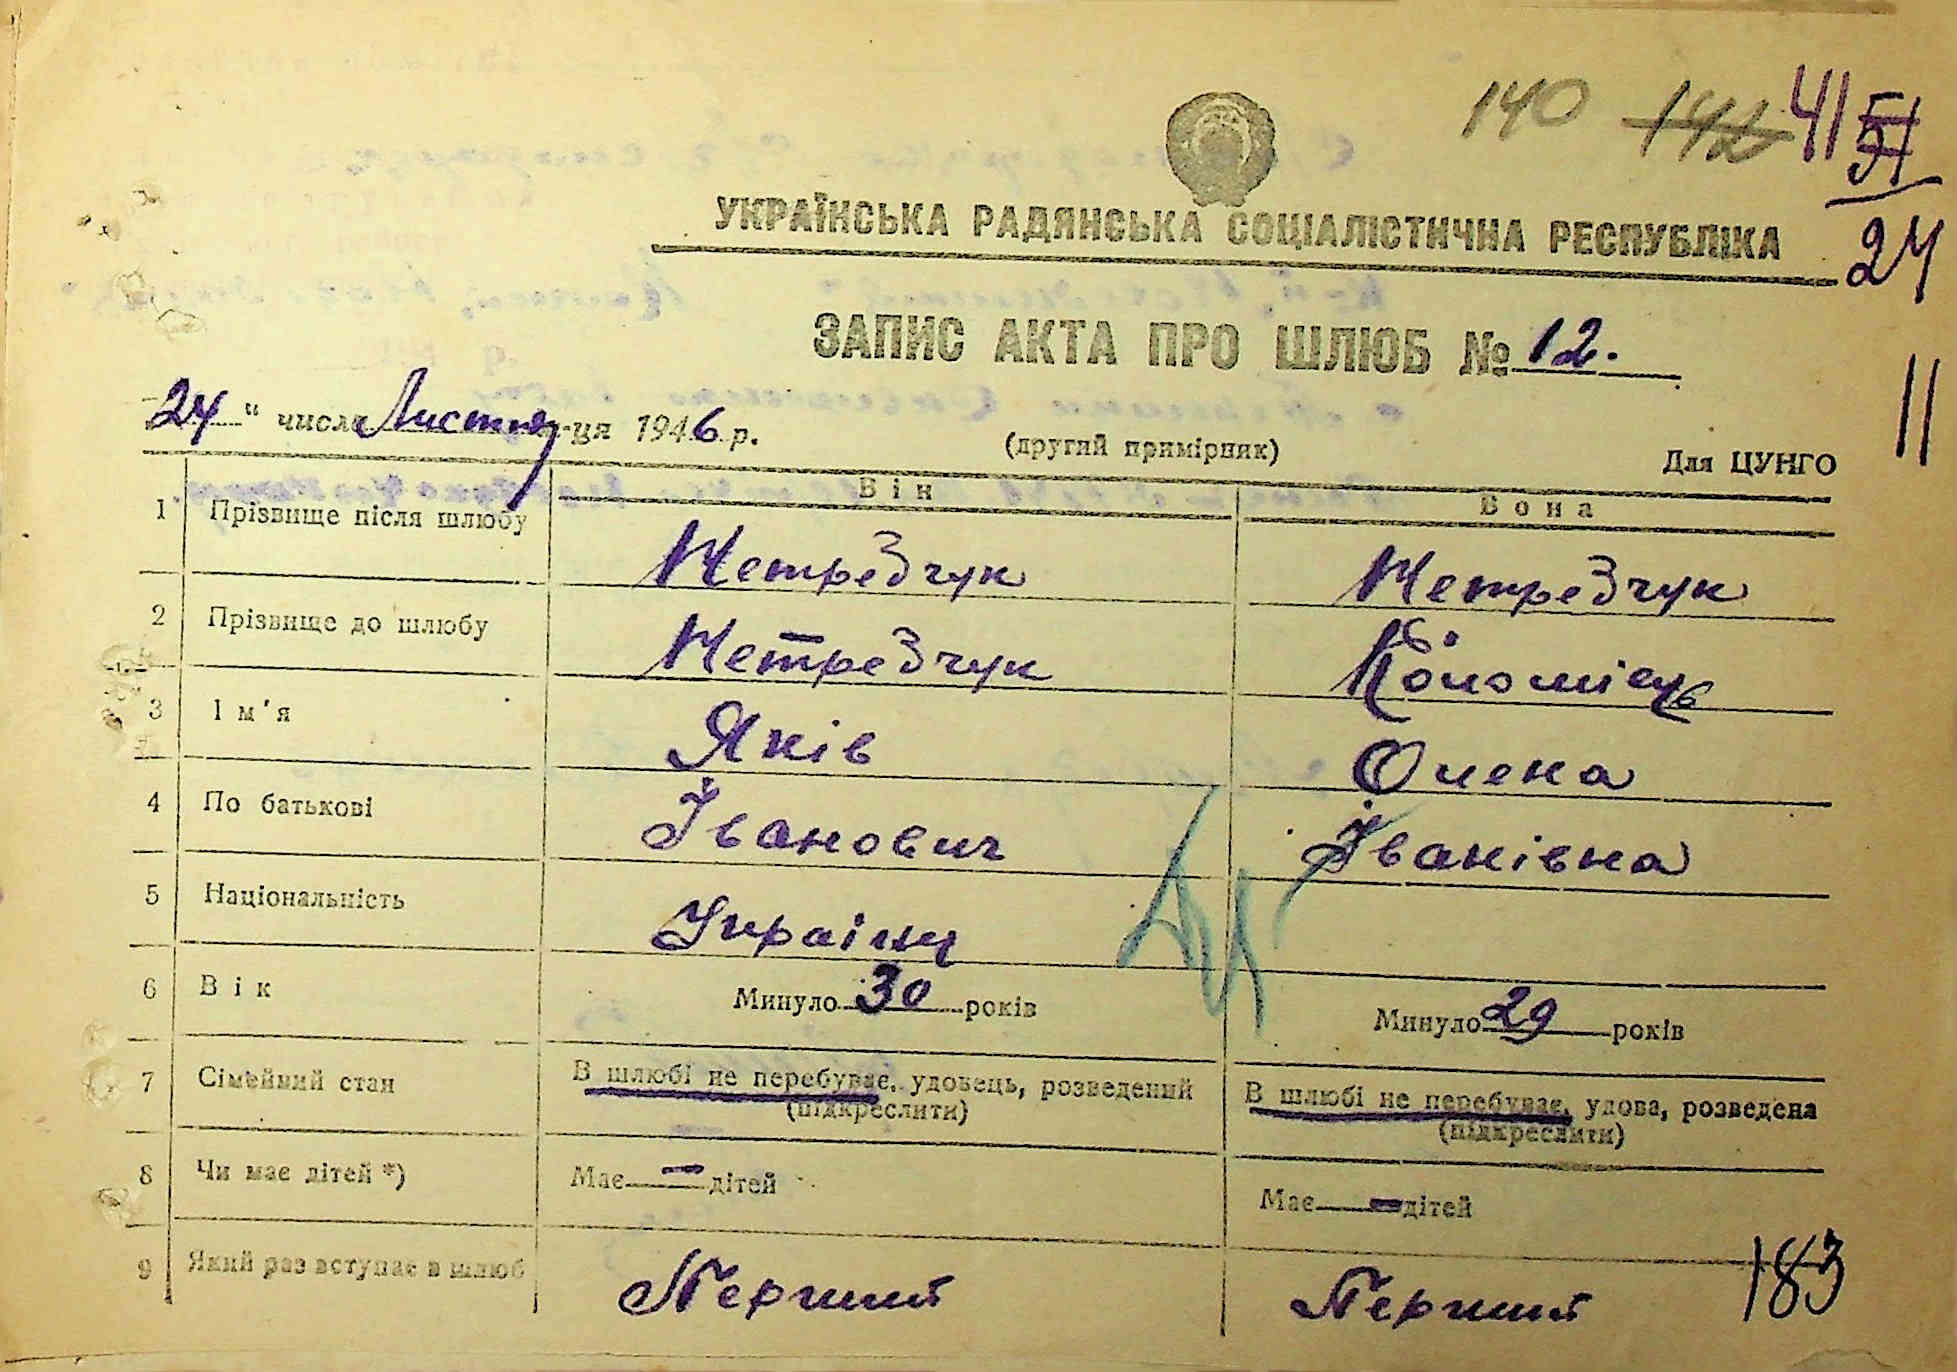 140 142 41 51
УКРАЇНСЬКА РАДЯНСЬКА СОЦІАЛІСТИЧНА РЕСПУБЛІКА
24
ЗАПИС АКТА ПРО ШЛЮБ № 12.
11
24 " числа Листопа-ця 1946 р.
(другий примірник)
Для ЦУНГО
Він Вона
1 Прізвище після шлюбу
2 Прізвище до шлюбу Коломієць
3 Ім'я Яків Олена
4 По батькові Іванович Іванівна
5 Національність Українці
6 Вік Минуло 30 років Минуло 29 років
7 Сімейний стан В шлюбі не перебуває, удовець, розведений В шлюбі не перебуває, удова, розведена
(підкреслити) (підкреслити)
8 Чи має дітей *) Має — дітей Має — дітей
9 Який раз вступає в шлюб Перший Перший
183